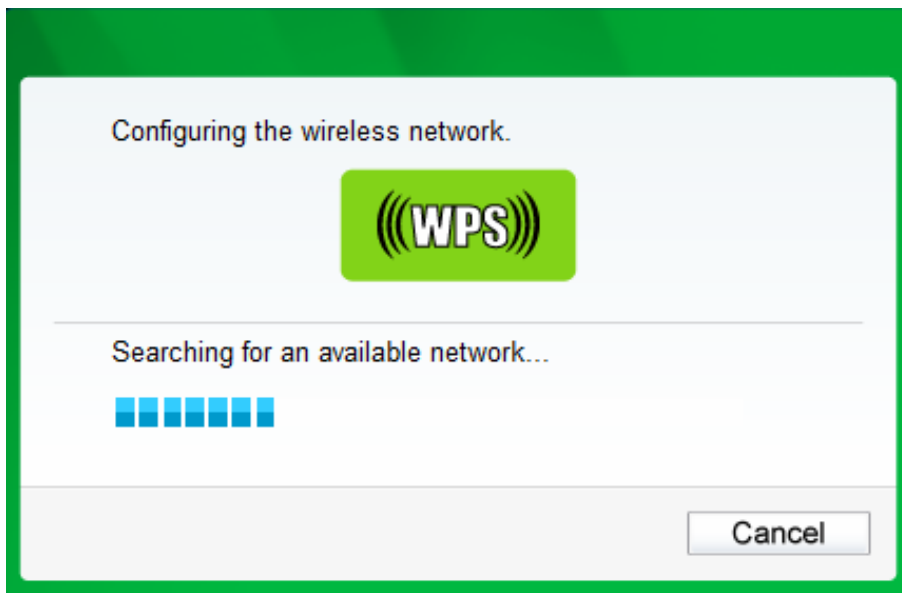 Configuring the wireless network.
WPS
Searching for an available network...
Cancel